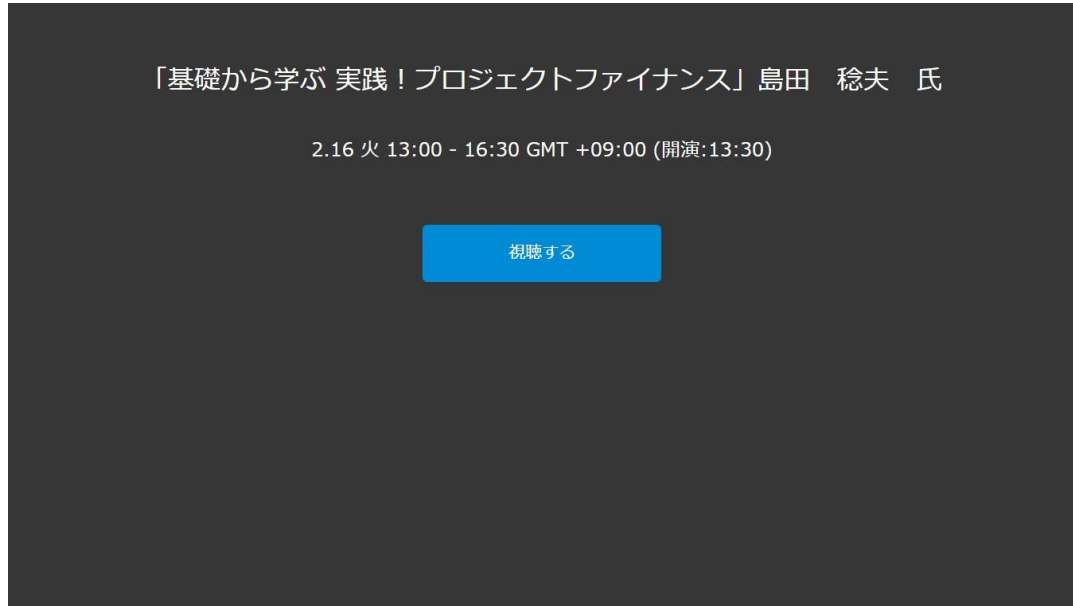 「基礎から学ぶ 実践！プロジェクトファイナンス」島田　稔夫　氏
2.16 火 13:00 - 16:30 GMT +09:00 (開演:13:30)
視聴する